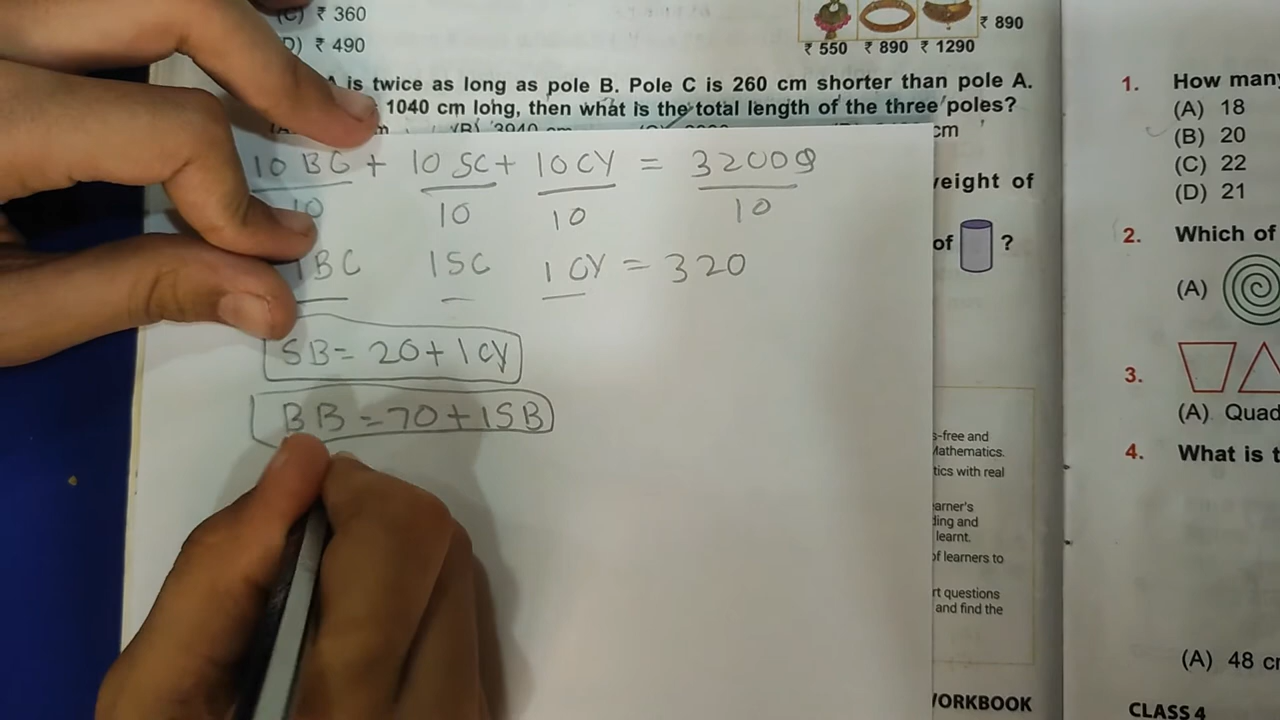 (C) ₹ 360
D) ₹ 490
₹ 890
₹ 550 ₹ 890 ₹ 1290
is twice as long as pole B. Pole C is 260 cm shorter than pole A.
1040 cm long, then what is the total length of the three poles?
cm
eight of
of ?
10 BC + 10 SC + 10 CY = 3200g
10 10 10 10
1BC 1SC 1CY = 320
SB= 20+1CY
BB=70+1SB
s-free and
Mathematics.
tics with real
earner's
ding and
learnt.
of learners to
rt questions
and find the
WORKBOOK
1. How many
(A) 18
(B) 20
(C) 22
(D) 21
2. Which of
(A)
3.
(A) Quad
4. What is t
(A) 48 cr
CLASS 4